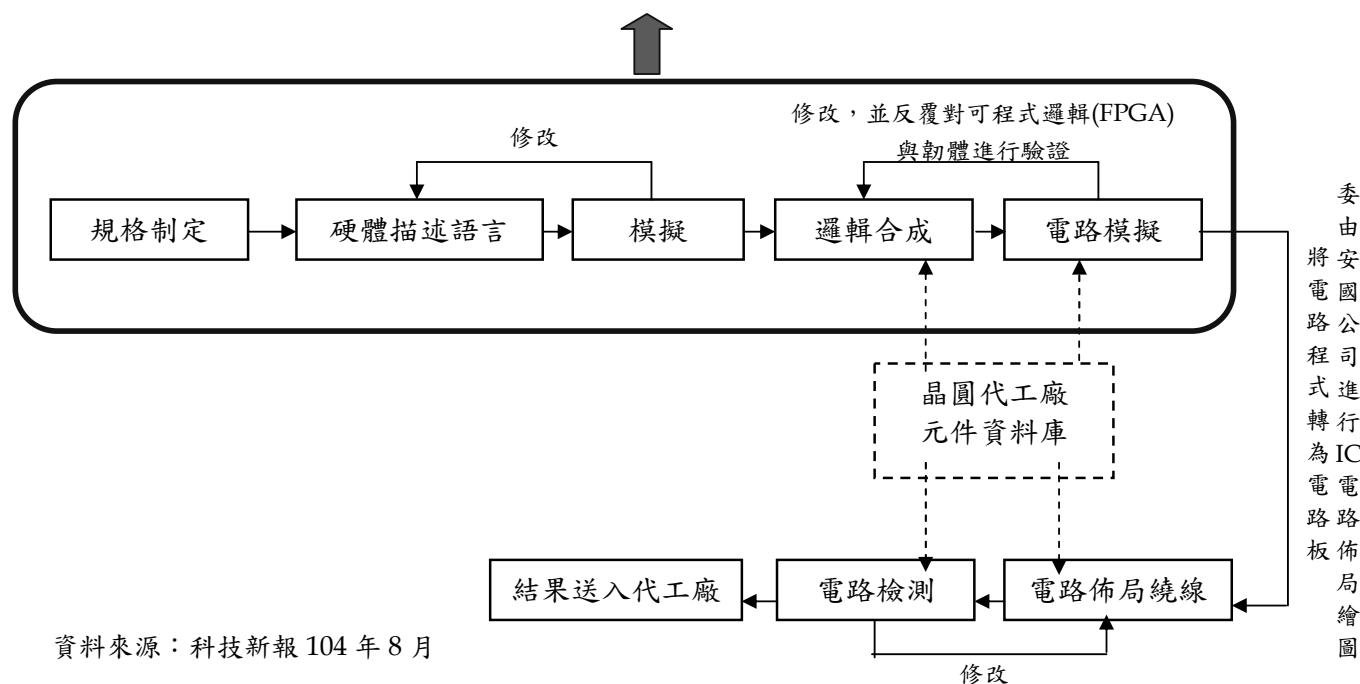 修改，並反覆對可程式邏輯(FPGA)
與韌體進行驗證
修改
規格制定
硬體描述語言
模擬
邏輯合成
電路模擬
委由安國公司進行IC電路佈局繪圖
將電路程式轉為電路板
晶圓代工廠
元件資料庫
結果送入代工廠
電路檢測
電路佈局繞線
修改
資料來源：科技新報 104 年 8 月